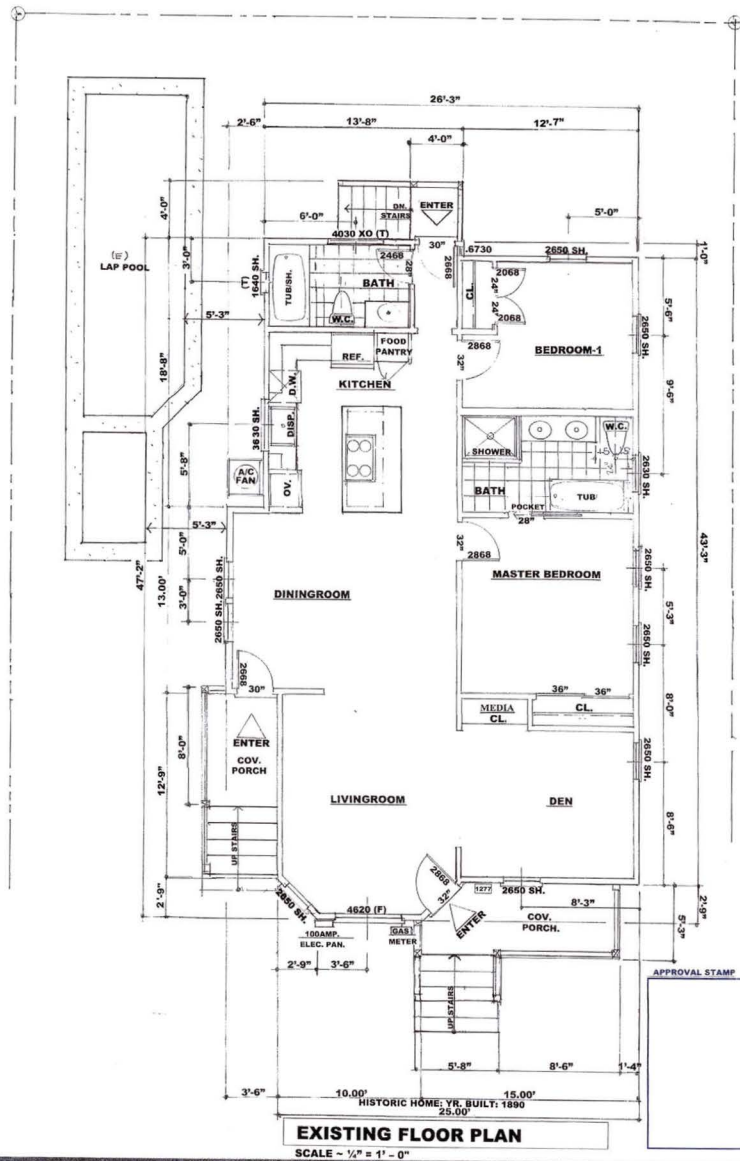 26'-3"
2'-6"
13'-8"
12'-7"
4'-0"
4'-0"
6'-0"
DN. STAIRS
ENTER
5'-0"
4030 XO (T)
30"
.6730
2650 SH.
1'-0"
(E)
LAP POOL
3'-0"
(T)
1640 SH.
TUB/SH.
BATH
2468
28"
2868
CL.
2068
24"
24"
2068
5'-6"
W.C.
5'-3"
2650 SH.
FOOD
PANTRY
REF.
2868
BEDROOM-1
18'-8"
KITCHEN
32"
D.W.
9'-6"
3630 SH.
DISP.
W.C.
SHOWER
5'-8"
A/C
FAN
OV.
BATH
TUB
2630 SH.
POCKET
28"
5'-3"
32"
2868
43'-3"
5'-0"
47'-2"
13.00'
2650 SH.
2650 SH.
DININGROOM
MASTER BEDROOM
2650 SH.
5'-3"
3'-0"
2650 SH.
2668
30"
36"
36"
MEDIA
CL.
CL.
8'-0"
8'-0"
ENTER
COV.
PORCH
12'-9"
2650 SH.
LIVINGROOM
DEN
UP STAIRS
8'-6"
2868
32"
2'-9"
2650 SH.
4620 (F)
1277
2650 SH.
8'-3"
2'-9"
ENTER
COV.
PORCH.
5'-3"
100AMP.
ELEC. PAN.
GAS
METER
2'-9"
3'-6"
APPROVAL STAMP
UP STAIRS
5'-8"
8'-6"
1'-4"
3'-6"
10.00'
15.00'
HISTORIC HOME: YR. BUILT: 1890
25.00'
EXISTING FLOOR PLAN
SCALE ~ ¼" = 1' – 0"